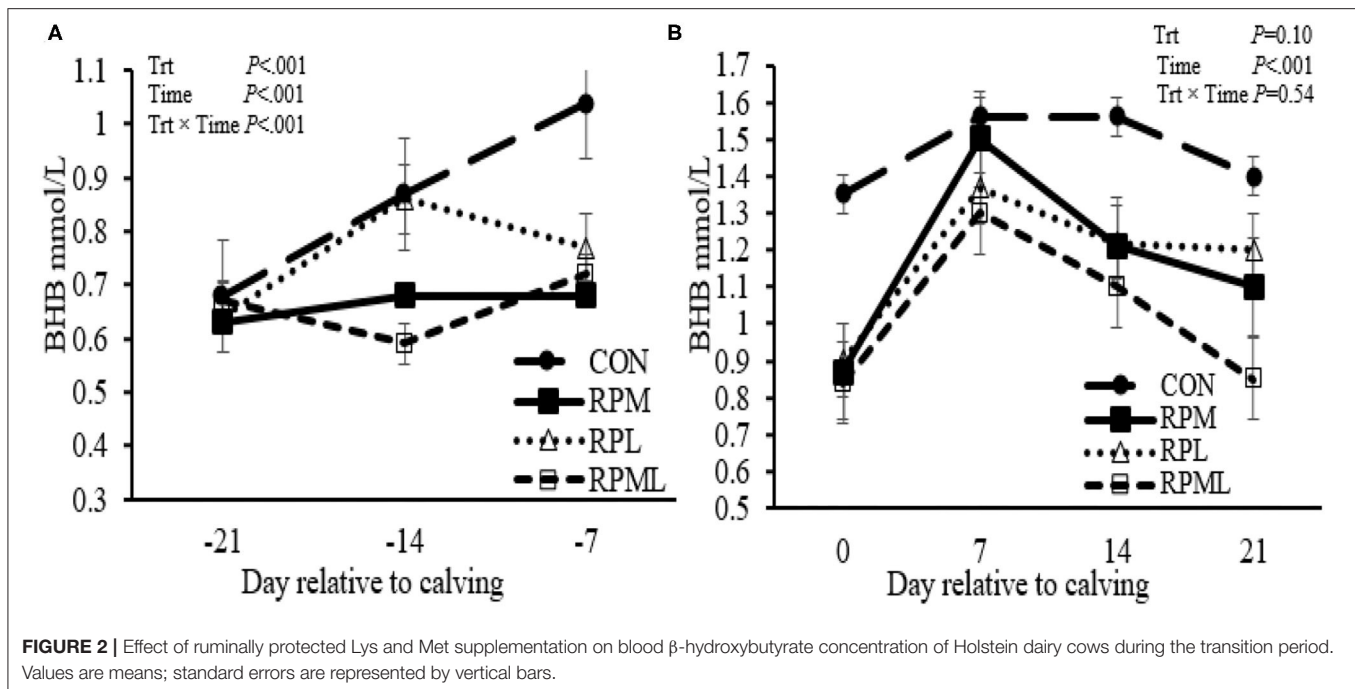 A
Trt P<.001
Time P<.001
Trt × Time P<.001
BHB mmol/L
1.1
1
0.9
0.8
0.7
0.6
0.5
0.4
0.3
-21 -14 -7
Day relative to calving
CON
RPM
RPL
RPML
B
Trt P=0.10
Time P<.001
Trt × Time P=0.54
BHB mmol/L
1.7
1.6
1.5
1.4
1.3
1.2
1.1
1
0.9
0.8
0.7
0.6
0.5
0 7 14 21
Day relative to calving
CON
RPM
RPL
RPML
FIGURE 2 | Effect of ruminally protected Lys and Met supplementation on blood β-hydroxybutyrate concentration of Holstein dairy cows during the transition period.
Values are means; standard errors are represented by vertical bars.